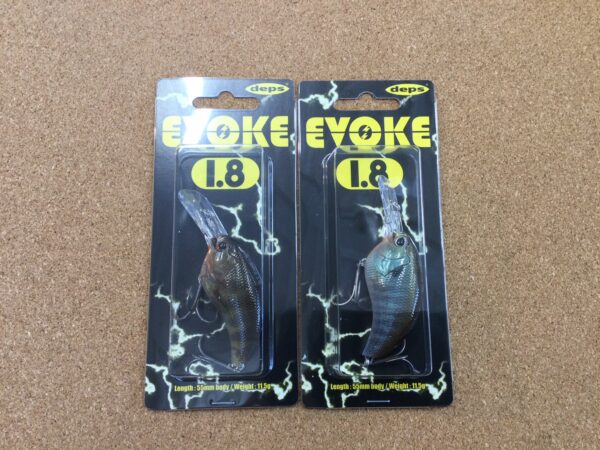 deps
EVOKE
1.8
Length : 55mm body / Weight : 11.5g
deps
EVOKE
1.8
Length : 55mm body / Weight : 11.5g